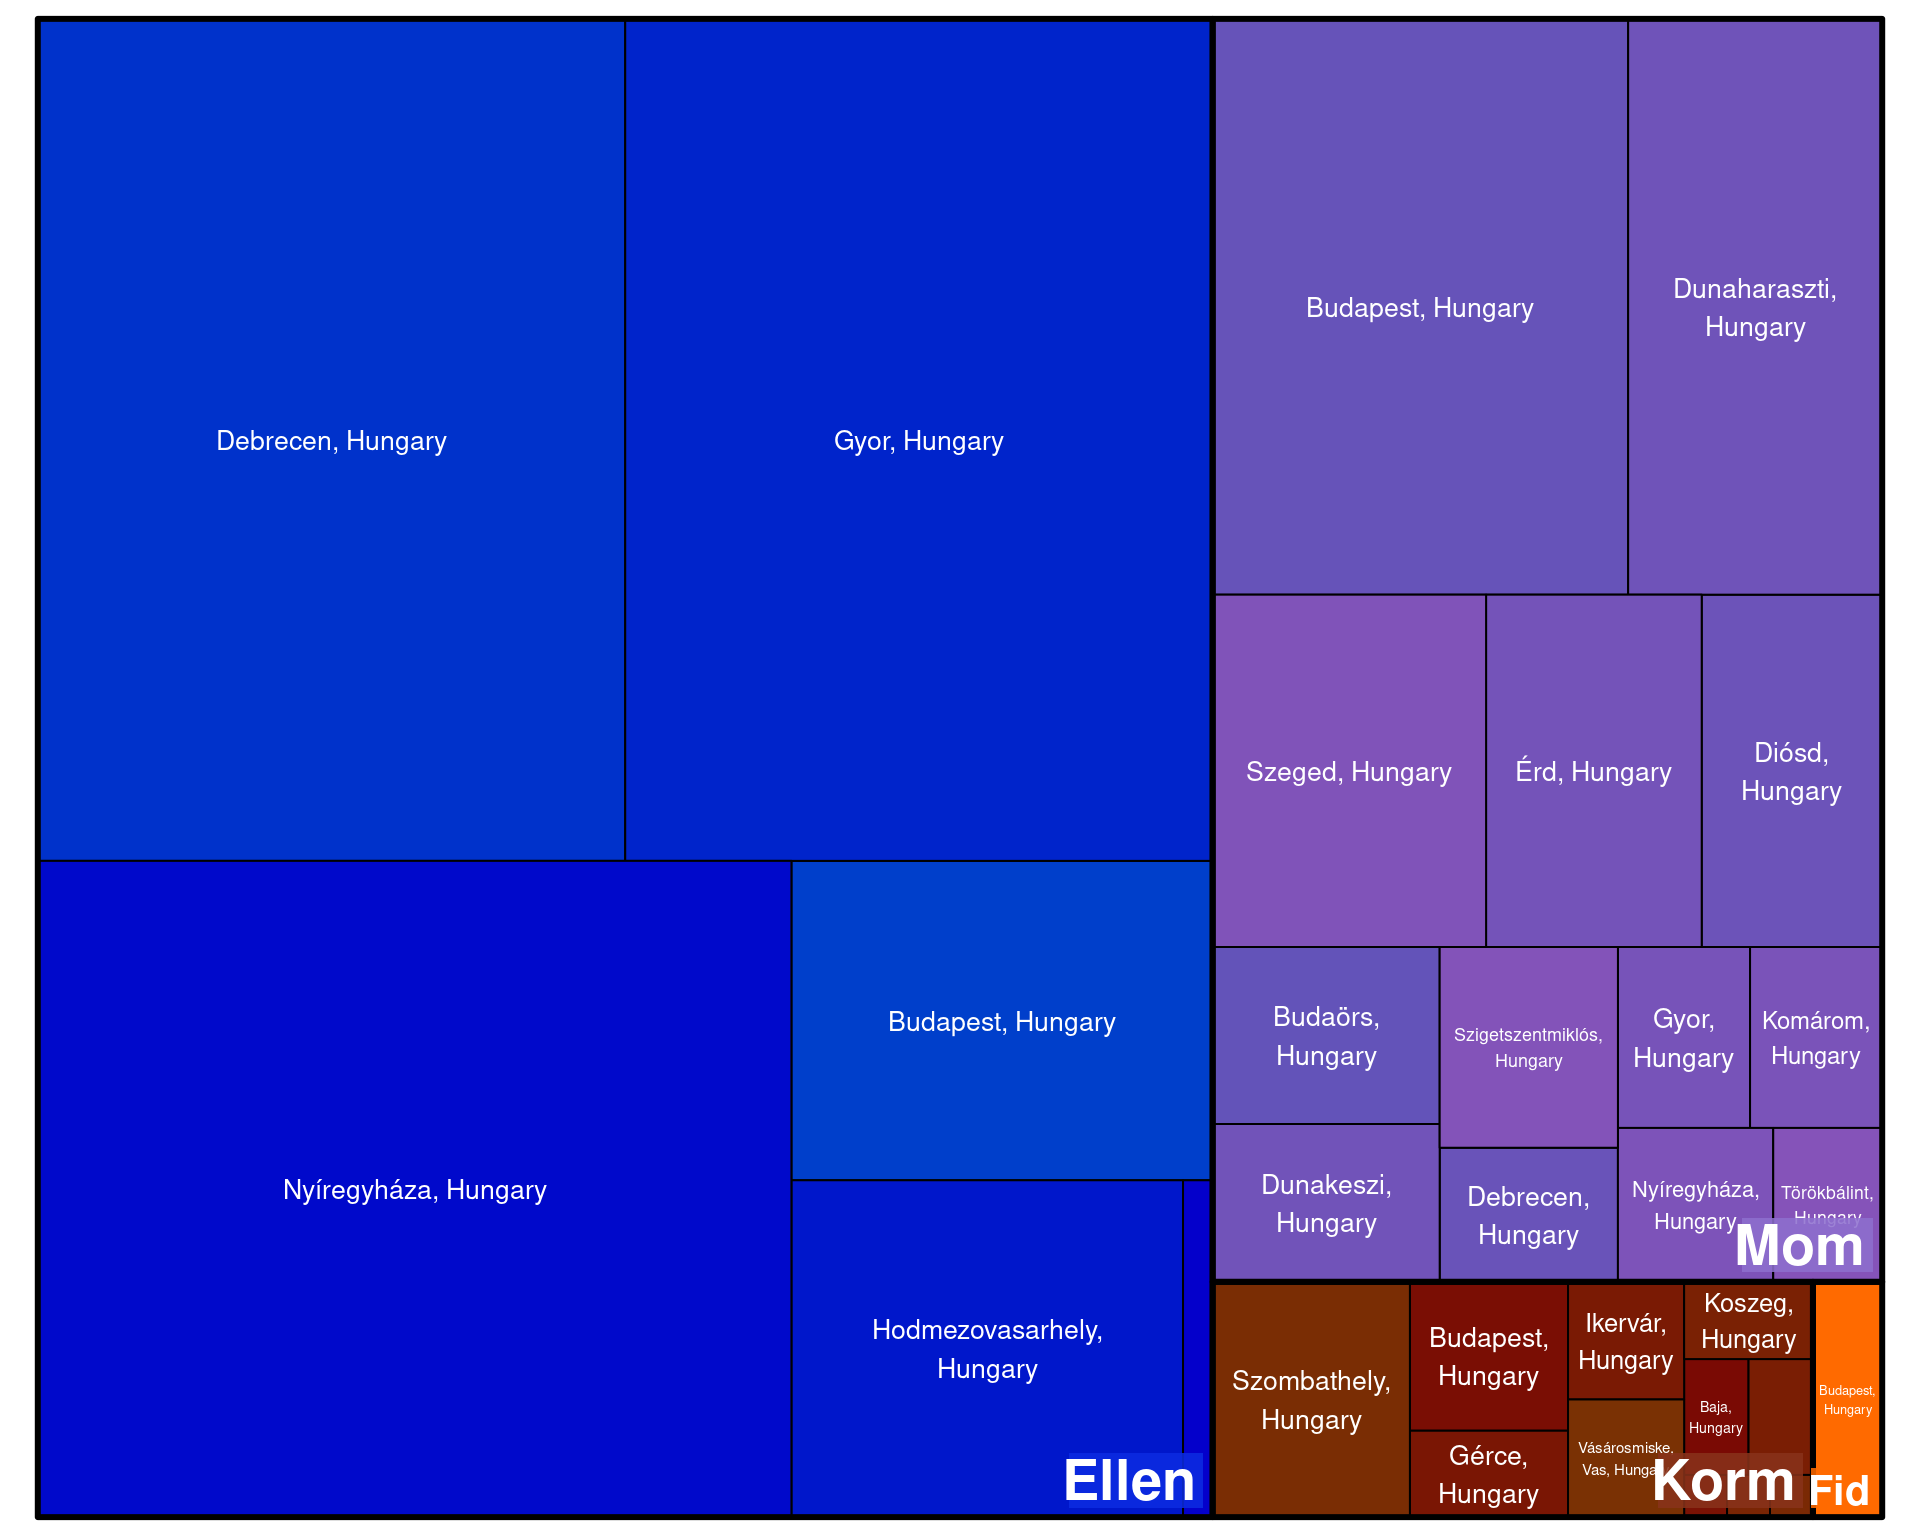 Debrecen, Hungary
Gyor, Hungary
Nyíregyháza, Hungary
Budapest, Hungary
Hodmezovasarhely,
Hungary
Ellen
Budapest, Hungary
Dunaharaszti,
Hungary
Szeged, Hungary
Érd, Hungary
Diósd,
Hungary
Budaörs,
Hungary
Szigetszentmiklós,
Hungary
Gyor,
Hungary
Komárom,
Hungary
Dunakeszi,
Hungary
Debrecen,
Hungary
Nyíregyháza,
Hungary
Törökbálint,
Hungary
Mom
Szombathely,
Hungary
Budapest,
Hungary
Gérce,
Hungary
Ikervár,
Hungary
Vásárosmiske,
Vas,
Koszeg,
Hungary
Baja,
Hungary
Korm
Budapest,
Hungary
Fid